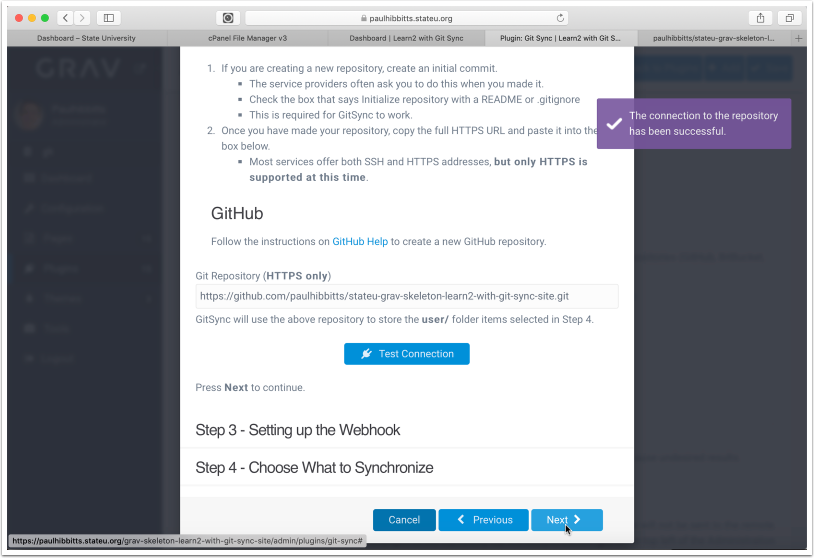 paulhibbitts.stateu.org
Dashboard – State University
cPanel File Manager v3
Dashboard | Learn2 with Git Sync
Plugin: Git Sync | Learn2 with Git S...
paulhibbitts/stateu-grav-skeleton-l...
GRAV
1. If you are creating a new repository, create an initial commit.
The service providers often ask you to do this when you made it.
Check the box that says Initialize repository with a README or .gitignore
This is required for GitSync to work.
2. Once you have made your repository, copy the full HTTPS URL and paste it into the
box below.
Most services offer both SSH and HTTPS addresses, but only HTTPS is
supported at this time.
The connection to the repository
has been successful.
GitHub
Follow the instructions on GitHub Help to create a new GitHub repository.
Git Repository (HTTPS only)
https://github.com/paulhibbitts/stateu-grav-skeleton-learn2-with-git-sync-site.git
GitSync will use the above repository to store the user/ folder items selected in Step 4.
Test Connection
Press Next to continue.
Step 3 - Setting up the Webhook
Step 4 - Choose What to Synchronize
Cancel
Previous
Next
https://paulhibbitts.stateu.org/grav-skeleton-learn2-with-git-sync-site/admin/plugins/git-sync#